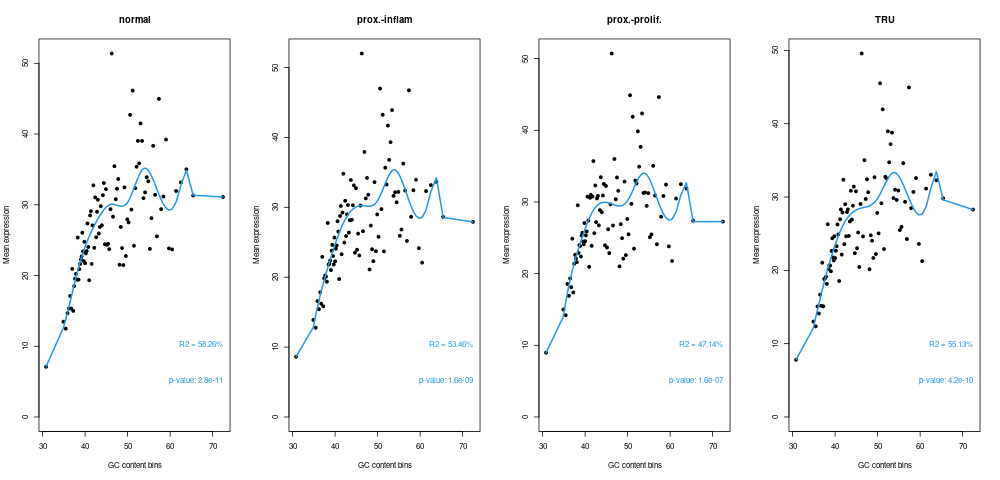 normal
Mean expression
50
40
30
20
10
0
R2 = 58.26%
p-value: 2.8e-11
30 40 50 60 70
GC content bins
prox.-inflam
Mean expression
50
40
30
20
10
0
R2 = 53.46%
p-value: 1.6e-09
30 40 50 60 70
GC content bins
prox.-prolif.
Mean expression
50
40
30
20
10
0
R2 = 47.14%
p-value: 1.6e-07
30 40 50 60 70
GC content bins
TRU
Mean expression
50
40
30
20
10
0
R2 = 55.13%
p-value: 4.2e-10
30 40 50 60 70
GC content bins